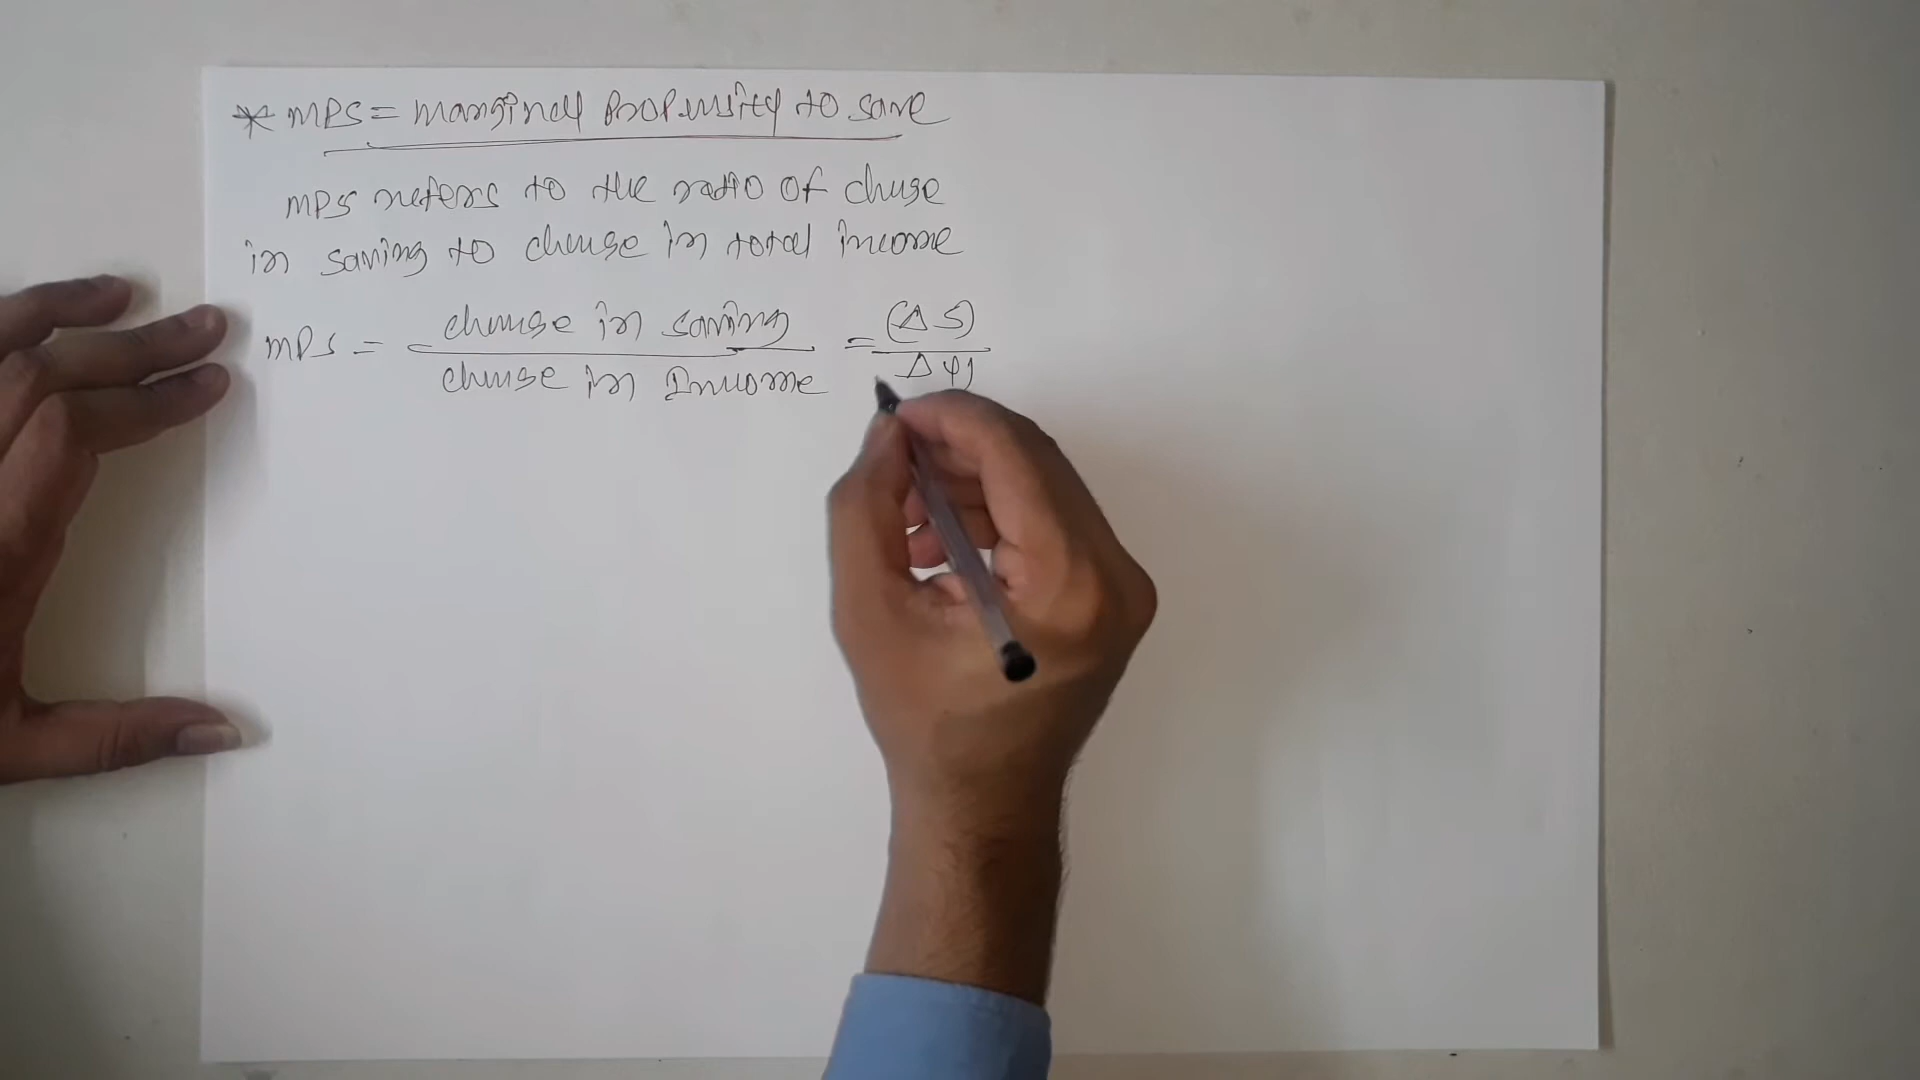 * MPS = marginal Propensity to save
MPS refers to the ratio of change
in saving to change in total income
MPS = change in saving / change in Income = (ΔS) / ΔY)